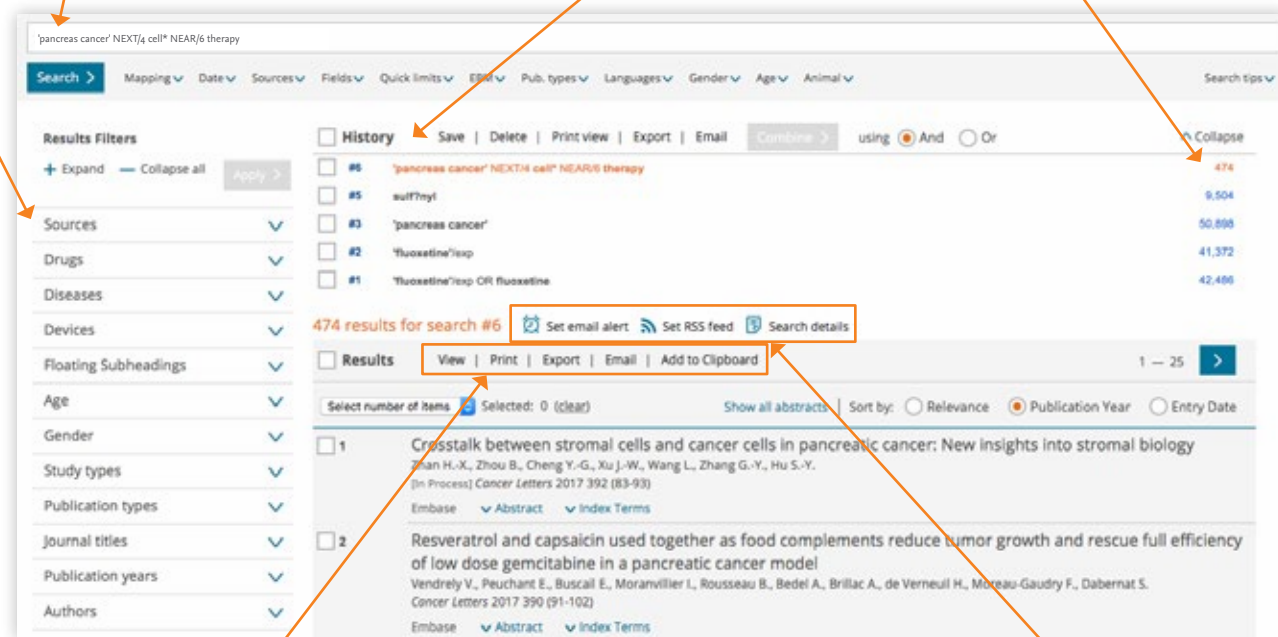 'pancreas cancer' NEXT/4 cell* NEAR/6 therapy
Search > Mapping Date Sources Fields Quick limits EBM Pub. types Languages Gender Age Animal Search tips
Results Filters
+ Expand — Collapse all Apply >
Sources
Drugs
Diseases
Devices
Floating Subheadings
Age
Gender
Study types
Publication types
Journal titles
Publication years
Authors
History Save | Delete | Print view | Export | Email Combine > using And Or Collapse
#6 'pancreas cancer' NEXT/4 cell* NEAR/6 therapy 474
#5 sulf?nyl 9,504
#3 'pancreas cancer' 50,898
#2 'fluoxetine'/exp 41,372
#1 'fluoxetine'/exp OR fluoxetine 42,486
474 results for search #6 Set email alert Set RSS feed Search details
Results View | Print | Export | Email | Add to Clipboard 1 — 25 >
Select number of items Selected: 0 (clear) Show all abstracts | Sort by: Relevance Publication Year Entry Date
1 Crosstalk between stromal cells and cancer cells in pancreatic cancer: New insights into stromal biology
Zhan H.-X., Zhou B., Cheng Y.-G., Xu J.-W., Wang L., Zhang G.-Y., Hu S.-Y.
[In Process] Cancer Letters 2017 392 (83-93)
Embase Abstract Index Terms
2 Resveratrol and capsaicin used together as food complements reduce tumor growth and rescue full efficiency
of low dose gemcitabine in a pancreatic cancer model
Vendrely V., Peuchant E., Buscail E., Moranvillier I., Rousseau B., Bedel A., Brillac A., de Verneuil H., Moreau-Gaudry F., Dabernat S.
Cancer Letters 2017 390 (91-102)
Embase Abstract Index Terms